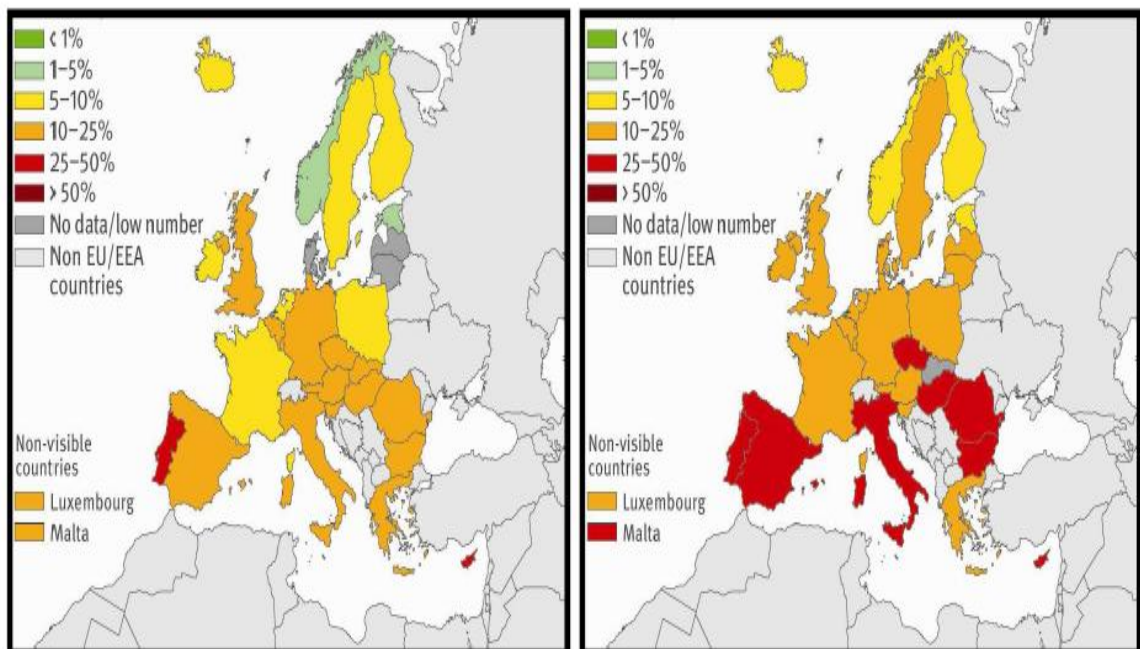 < 1%
1–5%
5–10%
10–25%
25–50%
> 50%
No data/low number
Non EU/EEA
countries
Non-visible
countries
Luxembourg
Malta
< 1%
1–5%
5–10%
10–25%
25–50%
> 50%
No data/low number
Non EU/EEA
countries
Non-visible
countries
Luxembourg
Malta